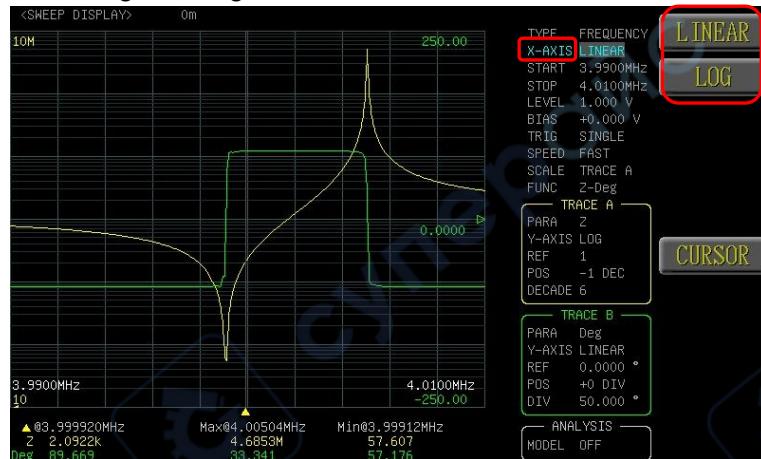 <SWEEP DISPLAY> 0m
10M 250.00
0.0000
3.9900MHz 4.0100MHz
10 -250.00
@3.999920MHz Max@4.00504MHz Min@3.99912MHz
Z 2.0922k 4.6853M 57.607
Deg 89.669 33.341 57.176
TYPE FREQUENCY
X-AXIS LINEAR
START 3.9900MHz
STOP 4.0100MHz
LEVEL 1.000 V
BIAS +0.000 V
TRIG SINGLE
SPEED FAST
SCALE TRACE A
FUNC Z-Deg
TRACE A
PARA Z
Y-AXIS LOG
REF 1
POS -1 DEC
DECADE 6
TRACE B
PARA Deg
Y-AXIS LINEAR
REF 0.0000 °
POS +0 DIV
DIV 50.000 °
ANALYSIS
MODEL OFF
LINEAR
LOG
CURSOR
суперайс